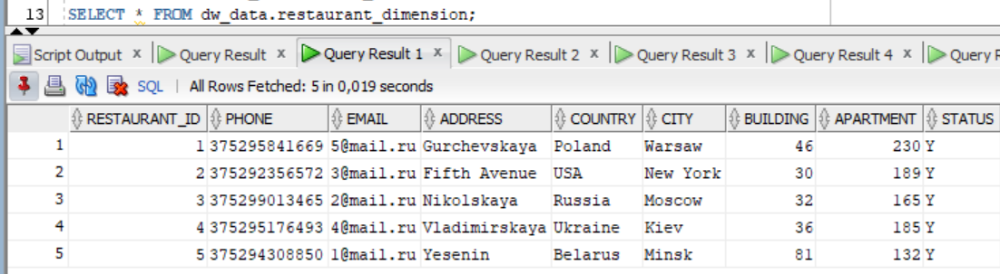 13 SELECT * FROM dw_data.restaurant_dimension;
Script Output x Query Result x Query Result 1 x Query Result 2 x Query Result 3 x Query Result 4 x Query R
SQL | All Rows Fetched: 5 in 0,019 seconds
RESTAURANT_ID PHONE EMAIL ADDRESS COUNTRY CITY BUILDING APARTMENT STATUS
1 1 375295841669 5@mail.ru Gurchevskaya Poland Warsaw 46 230 Y
2 2 375292356572 3@mail.ru Fifth Avenue USA New York 30 189 Y
3 3 375299013465 2@mail.ru Nikolskaya Russia Moscow 32 165 Y
4 4 375295176493 4@mail.ru Vladimirskaya Ukraine Kiev 36 185 Y
5 5 375294308850 1@mail.ru Yesenin Belarus Minsk 81 132 Y